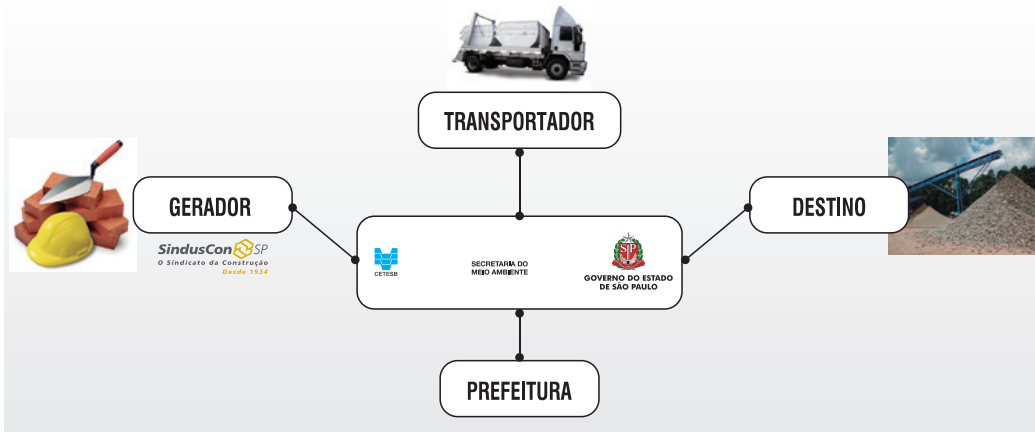 TRANSPORTADOR
GERADOR
DESTINO
SindusCon SP
O Sindicato da Construção
Desde 1934
CETESB
SECRETARIA DO
MEIO AMBIENTE
SP
GOVERNO DO ESTADO
DE SÃO PAULO
PREFEITURA